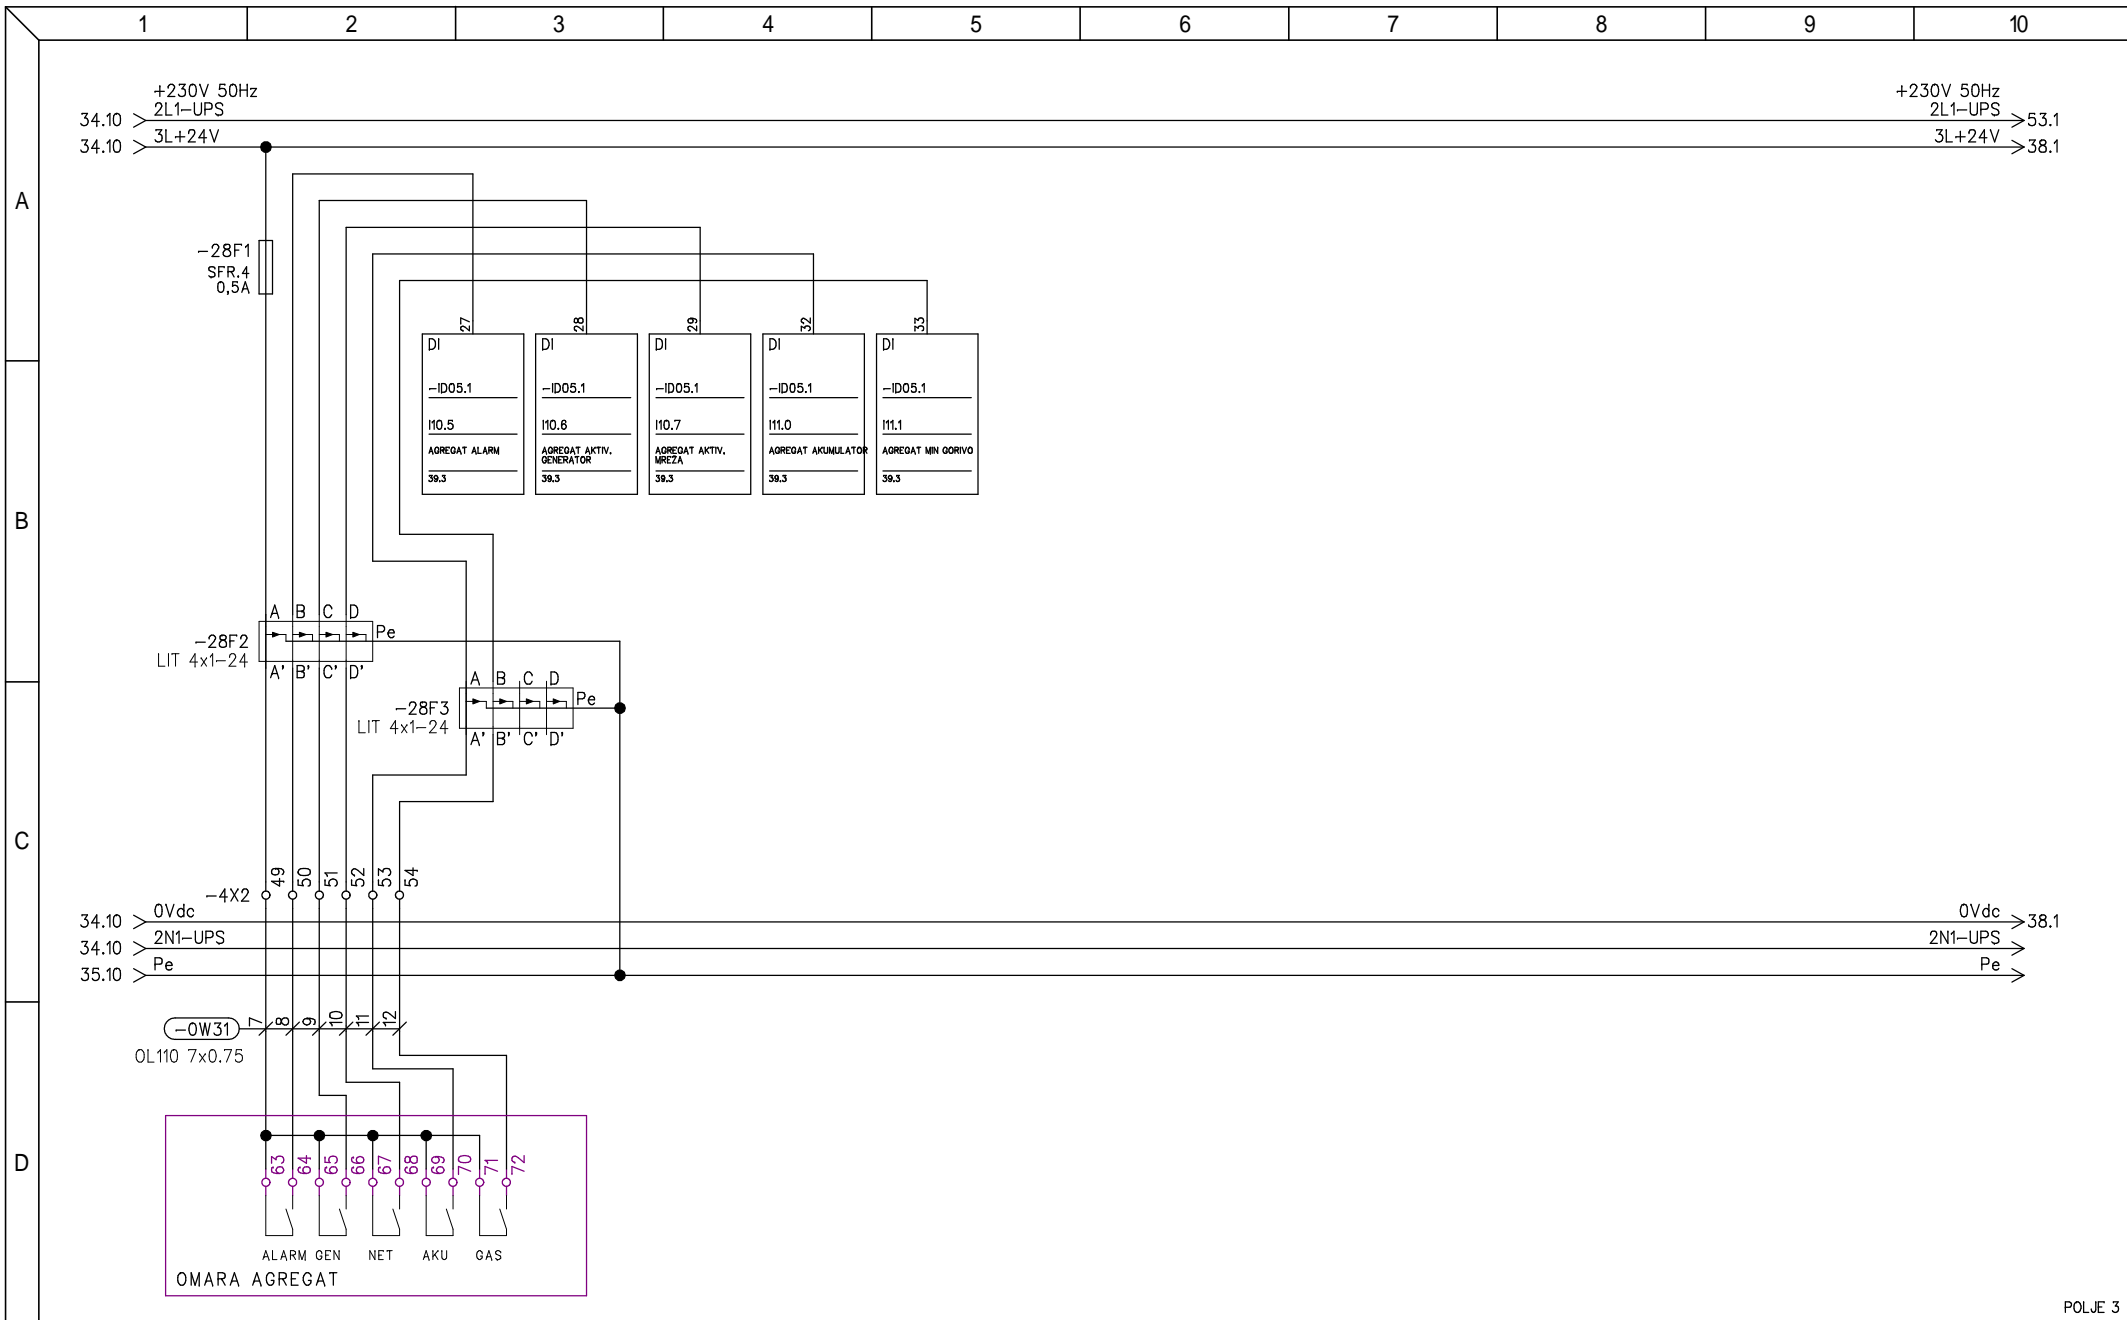 1 2 3 4 5 6 7 8 9 10
+230V 50Hz +230V 50Hz
2L1-UPS 2L1-UPS
34.10 53.1
3L+24V 3L+24V
34.10 38.1
A
-28F1
SFR.4
0,5A
27 28 29 32 33
DI DI DI DI DI
-ID05.1 -ID05.1 -ID05.1 -ID05.1 -ID05.1
I10.5 I10.6 I10.7 I11.0 I11.1
AGREGAT ALARM
AGREGAT AKTIV.
GENERATOR
AGREGAT AKTIV.
MREŽA
AGREGAT AKUMULATOR
AGREGAT MIN GORIVO
39.3 39.3 39.3 39.3 39.3
B
A B C D
Pe
-28F2
LIT 4x1-24
A' B' C' D'
A B C D
Pe
-28F3
LIT 4x1-24
A' B' C' D'
C
49 50 51 52 53 54
-4X2
0Vdc 0Vdc
34.10 38.1
2N1-UPS 2N1-UPS
34.10
Pe Pe
35.10
7 8 9 10 11 12
-0W31
OL110 7x0.75
D
63 64 65 66 67 68 69 70 71 72
ALARM GEN NET AKU GAS
OMARA AGREGAT
POLJE 3